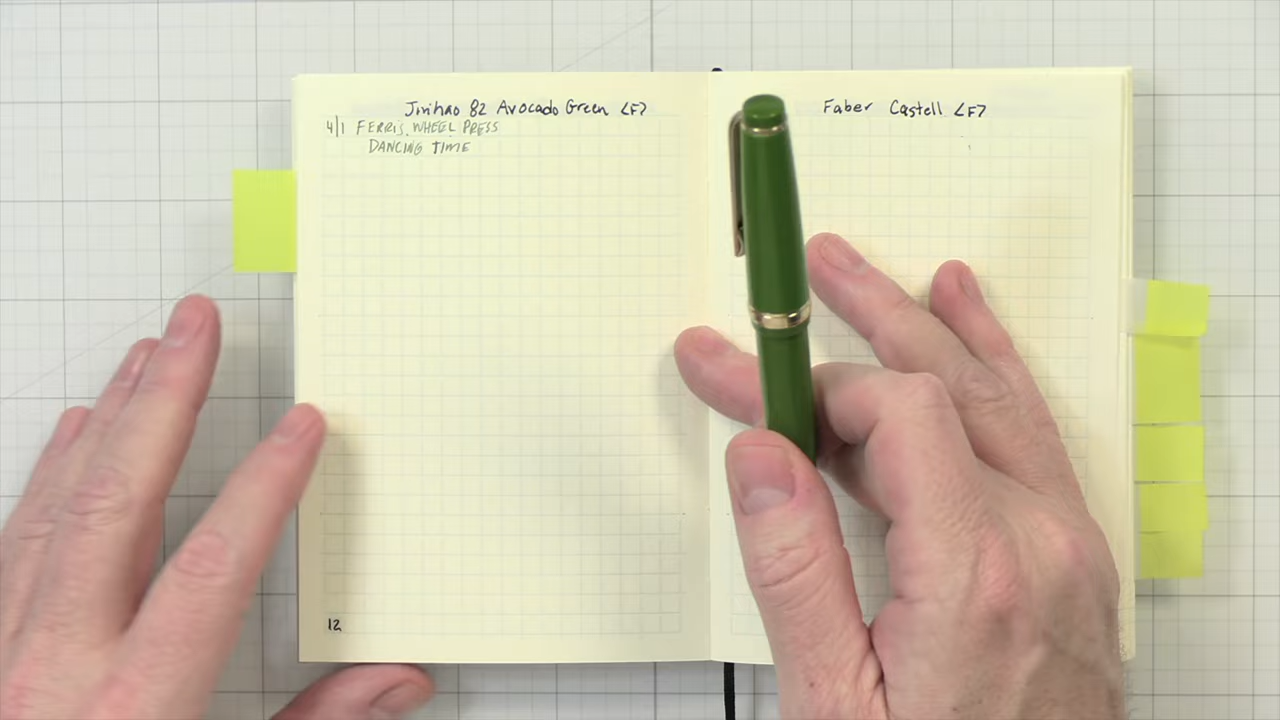 Jinhao 82 Avocado Green <F>
4/1 FERRIS WHEEL PRESS
DANCING TIME
12
Faber Castell <F>